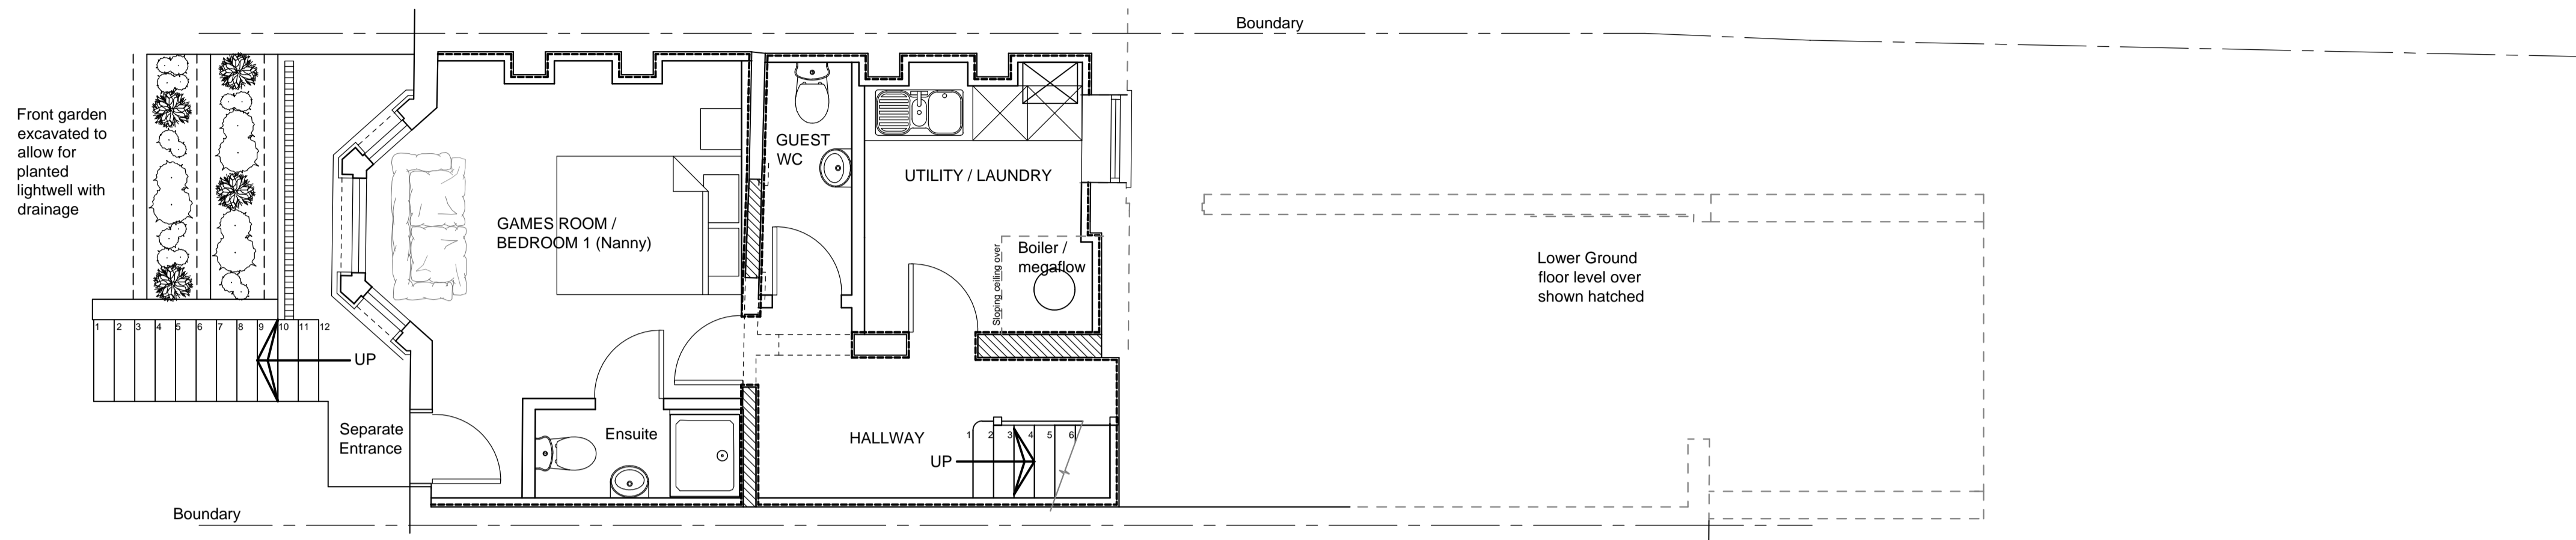 Boundary
Front garden
excavated to
allow for
planted
lightwell with
drainage
GUEST
WC
UTILITY / LAUNDRY
GAMES ROOM /
BEDROOM 1 (Nanny)
Sloping ceiling over
Boiler /
megaflow
Lower Ground
floor level over
shown hatched
1 2 3 4 5 6 7 8 9 10 11 12
UP
Separate
Entrance
Ensuite
HALLWAY
1 2 3 4 5 6
UP
Boundary